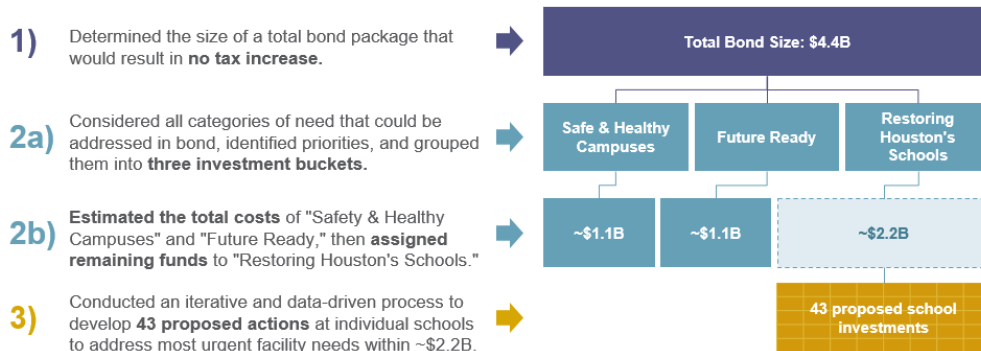 1)
Determined the size of a total bond package that
would result in no tax increase.
Total Bond Size: $4.4B
2a)
Considered all categories of need that could be
addressed in bond, identified priorities, and grouped
them into three investment buckets.
Safe & Healthy
Campuses
Future Ready
Restoring
Houston's
Schools
2b)
Estimated the total costs of "Safety & Healthy
Campuses" and "Future Ready," then assigned
remaining funds to "Restoring Houston's Schools."
~$1.1B
~$1.1B
~$2.2B
3)
Conducted an iterative and data-driven process to
develop 43 proposed actions at individual schools
to address most urgent facility needs within ~$2.2B.
43 proposed school
investments